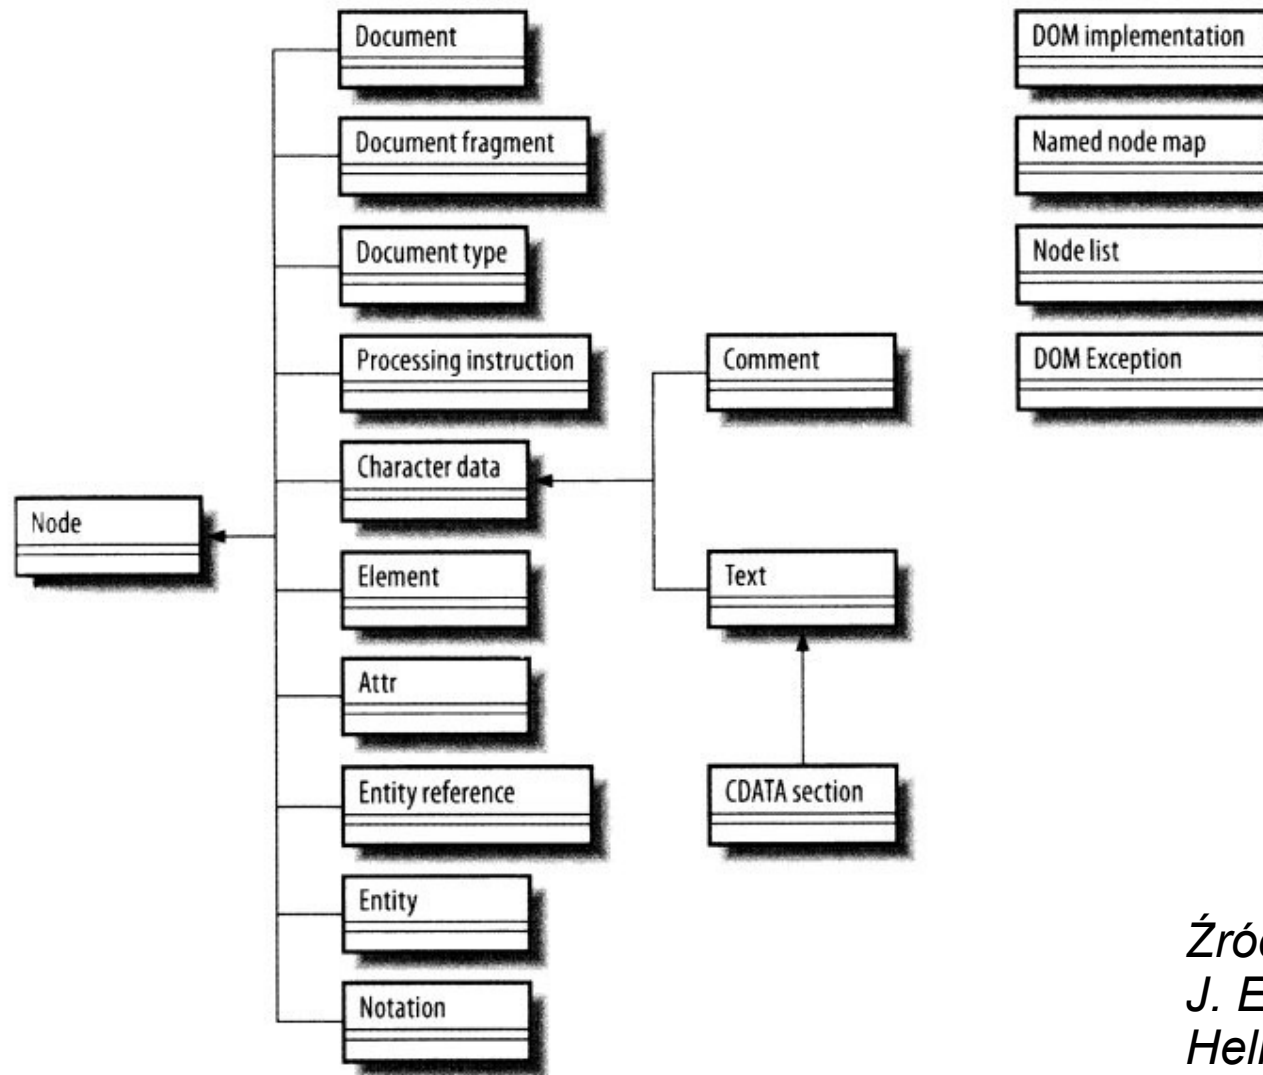 Document
Document fragment
Document type
Processing instruction
Character data
Node
Element
Attr
Entity reference
Entity
Notation
Comment
Text
CDATA section
DOM implementation
Named node map
Node list
DOM Exception
J.